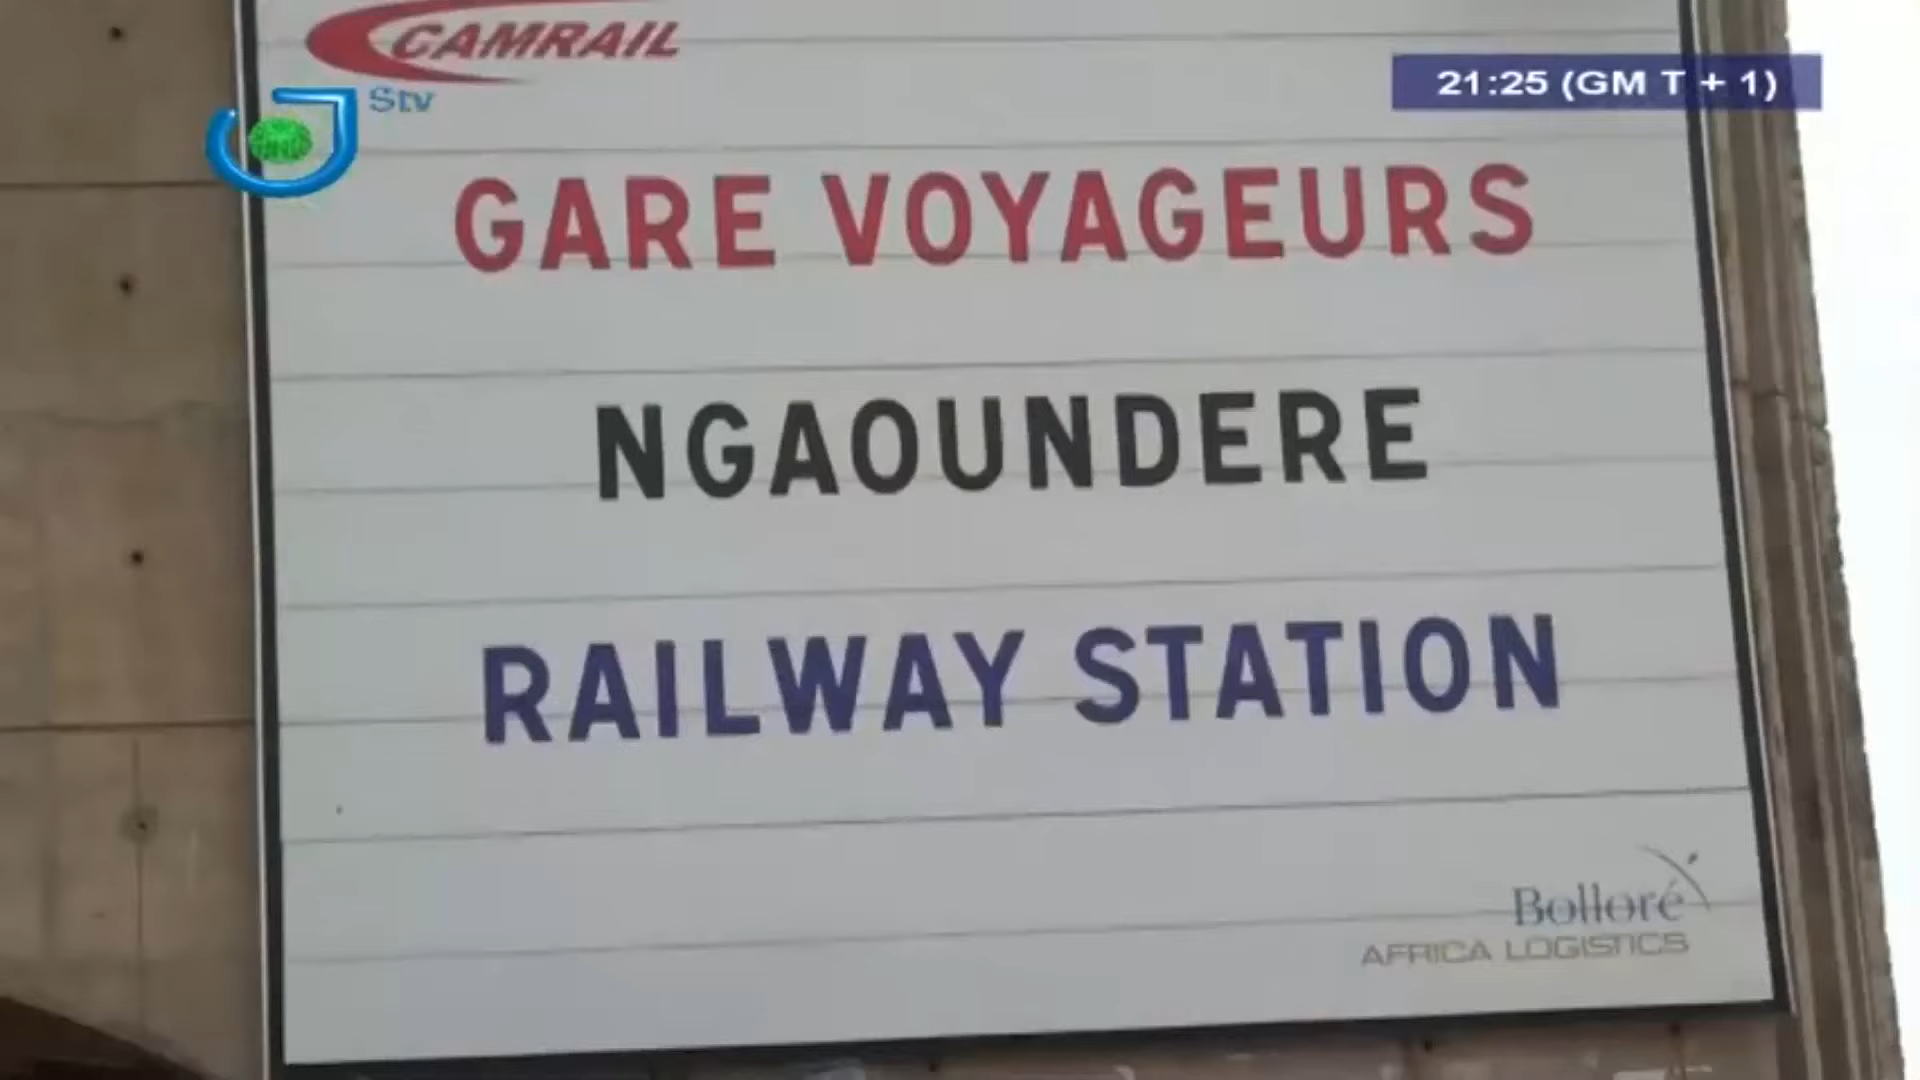 CAMRAIL
Stv
21:25 (GM T + 1)
GARE VOYAGEURS
NGAOUNDERE
RAILWAY STATION
Bolloré
AFRICA LOGISTICS